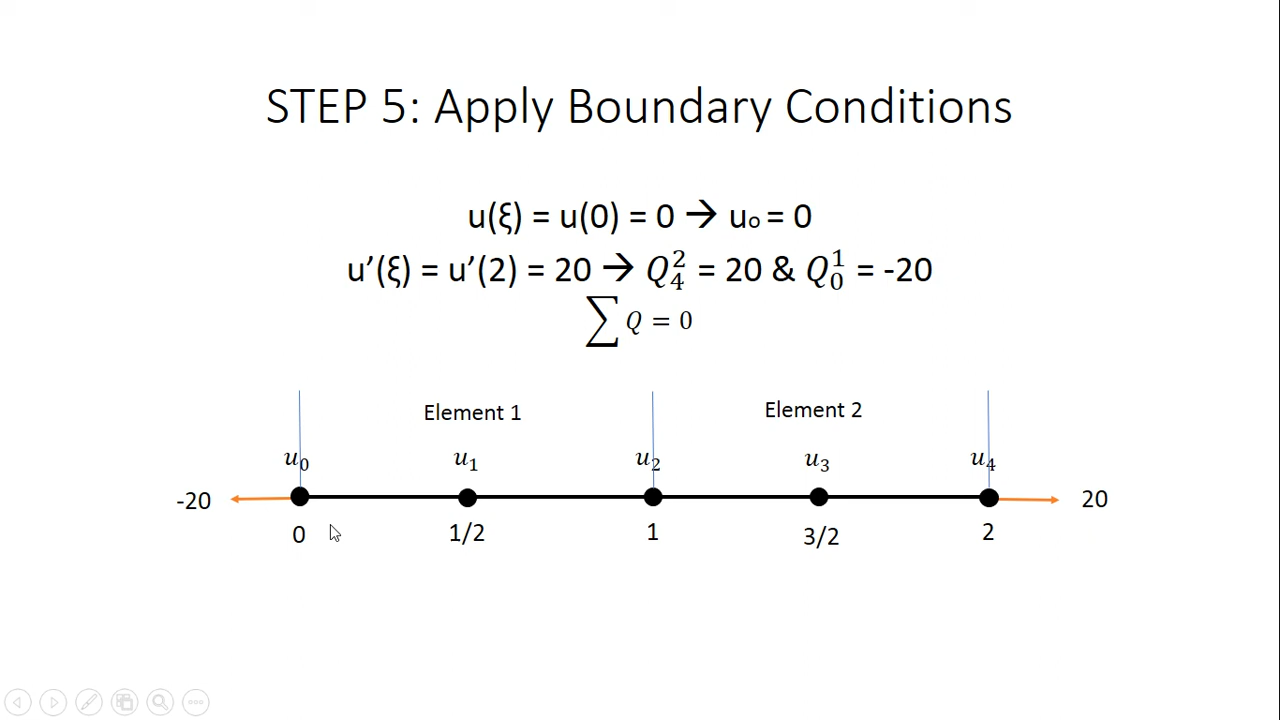 STEP 5: Apply Boundary Conditions
u(ξ) = u(0) = 0 → uₒ = 0
u’(ξ) = u’(2) = 20 → Q₄² = 20 & Q₀¹ = -20
∑ Q = 0
Element 1 Element 2
u₀ u₁ u₂ u₃ u₄
-20 20
0 1/2 1 3/2 2